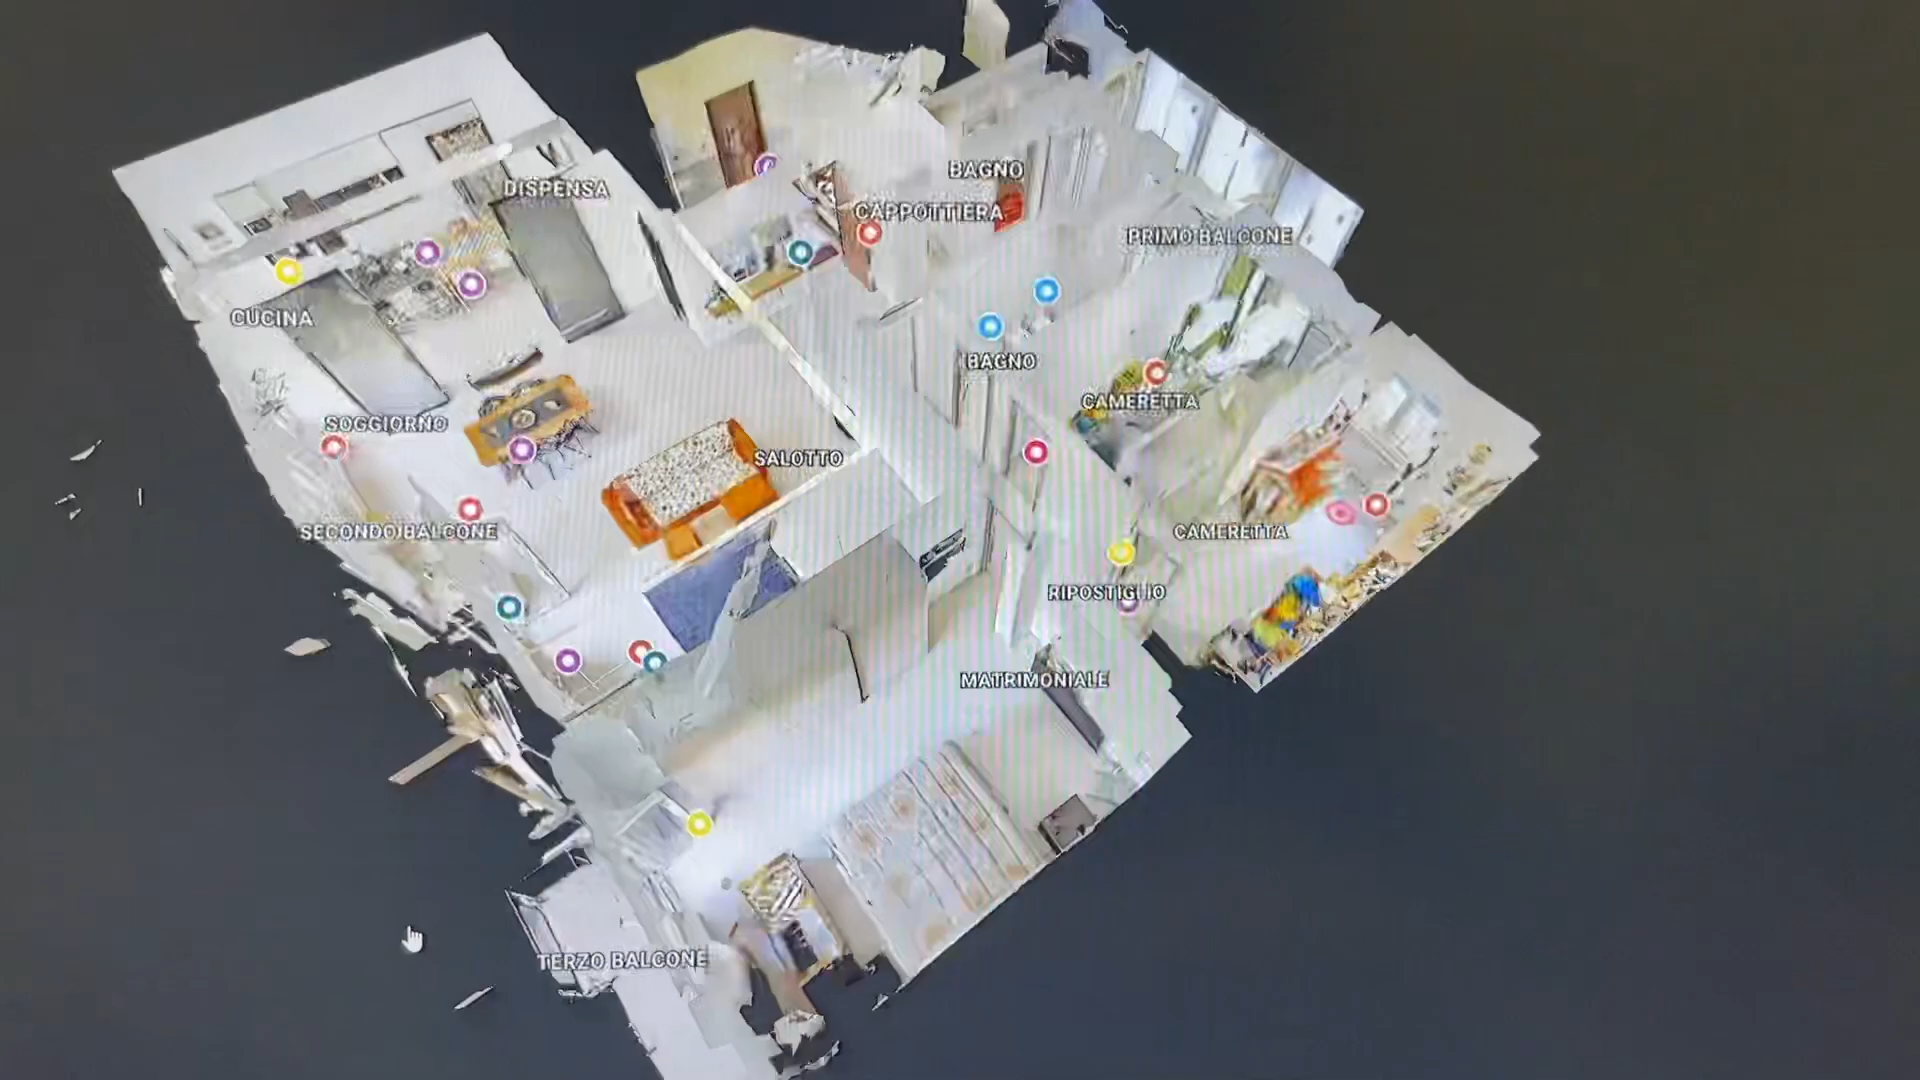 BAGNO
DISPENSA
CAPPOTTIERA
PRIMO BALCONE
CUCINA
BAGNO
CAMERETTA
SOGGIORNO
SALOTTO
SECONDO BALCONE
CAMERETTA
RIPOSTIGLIO
MATRIMONIALE
TERZO BALCONE